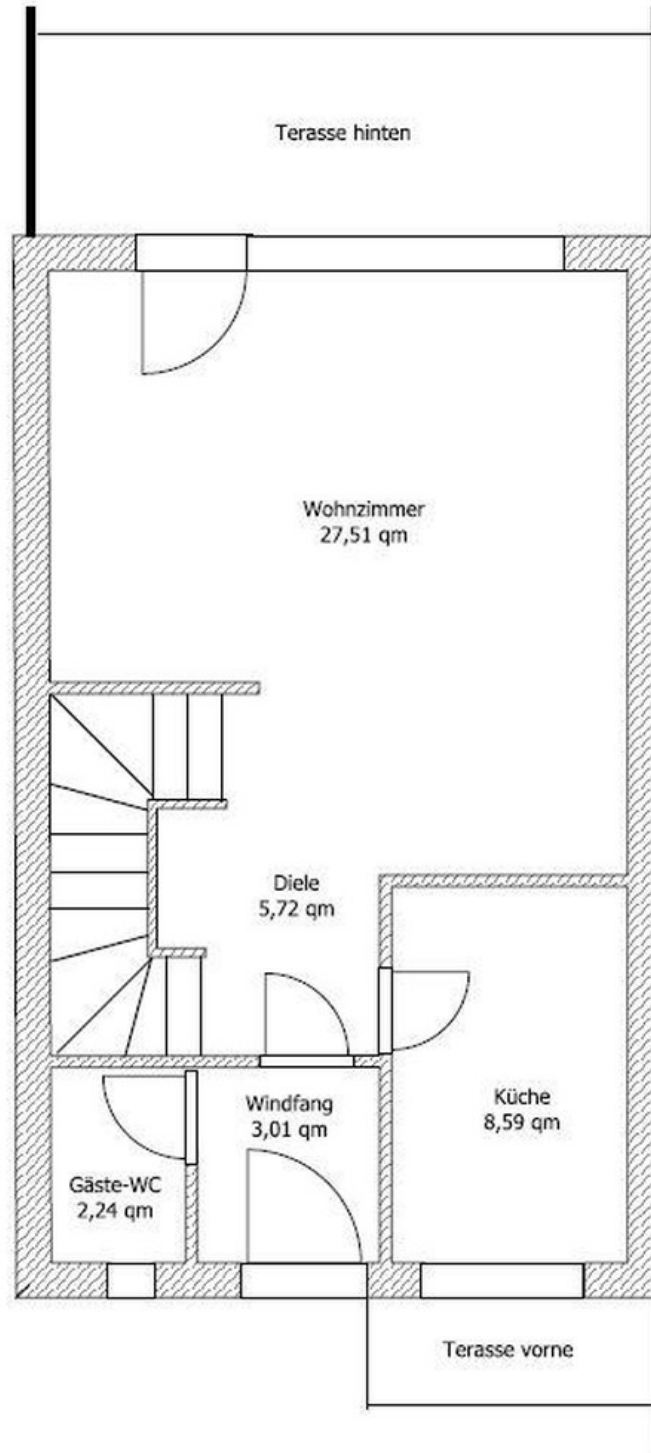 Terasse hinten
Wohnzimmer
27,51 qm
Diele
5,72 qm
Windfang
3,01 qm
Küche
8,59 qm
Gäste-WC
2,24 qm
Terasse vorne